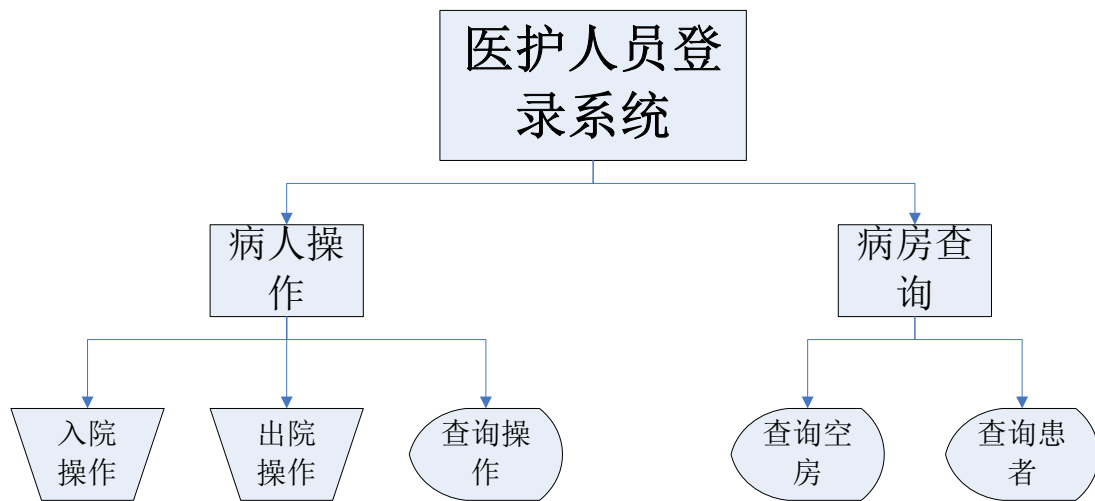 医护人员登
录系统
病人操
作
病房查
询
入院
操作
出院
操作
查询操
作
查询空
房
查询患
者